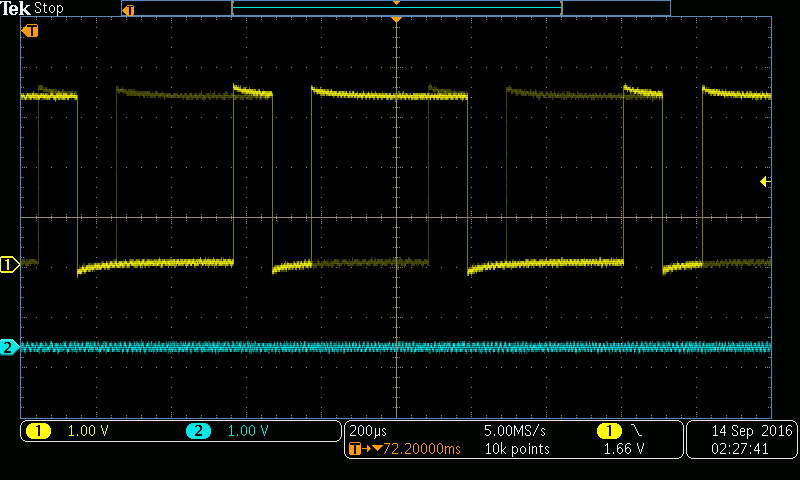 Tek Stop
T
T
1
2
1 1.00 V 2 1.00 V
200µs 5.00MS/s 1
T→▼72.20000ms 10k points 1.66 V
14 Sep 2016
02:27:41